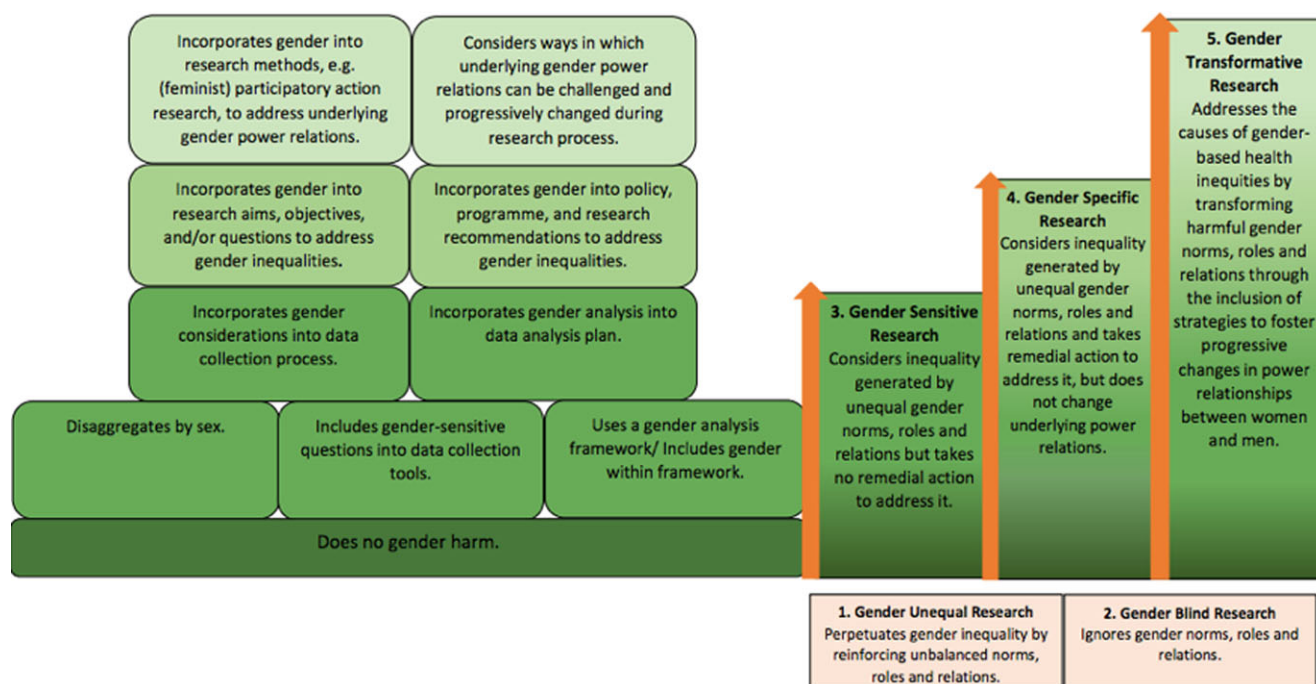 Incorporates gender into
research methods, e.g.
(feminist) participatory action
research, to address underlying
gender power relations.
Considers ways in which
underlying gender power
relations can be challenged and
progressively changed during
research process.
Incorporates gender into
research aims, objectives,
and/or questions to address
gender inequalities.
Incorporates gender into policy,
programme, and research
recommendations to address
gender inequalities.
Incorporates gender
considerations into data
collection process.
Incorporates gender analysis into
data analysis plan.
Disaggregates by sex.
Includes gender-sensitive
questions into data collection
tools.
Uses a gender analysis
framework/ Includes gender
within framework.
Does no gender harm.
3. Gender Sensitive
Research
Considers inequality
generated by
unequal gender
norms, roles and
relations but takes
no remedial action
to address it.
4. Gender Specific
Research
Considers inequality
generated by
unequal gender
norms, roles and
relations and takes
remedial action to
address it, but does
not change
underlying power
relations.
5. Gender
Transformative
Research
Addresses the
causes of gender-
based health
inequities by
transforming
harmful gender
norms, roles and
relations through
the inclusion of
strategies to foster
progressive
changes in power
relationships
between women
and men.
1. Gender Unequal Research
Perpetuates gender inequality by
reinforcing unbalanced norms,
roles and relations.
2. Gender Blind Research
Ignores gender norms, roles and
relations.